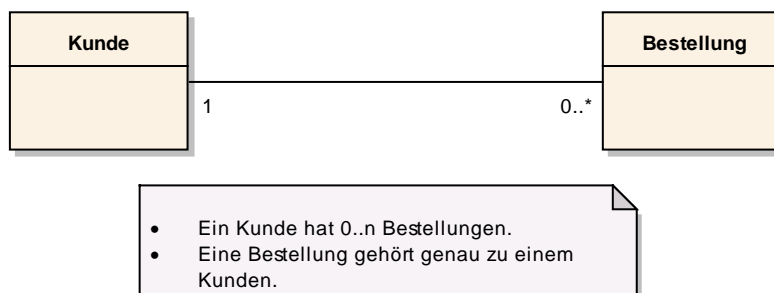 Kunde
Bestellung
1
0..*
• Ein Kunde hat 0..n Bestellungen.
• Eine Bestellung gehört genau zu einem
Kunden.